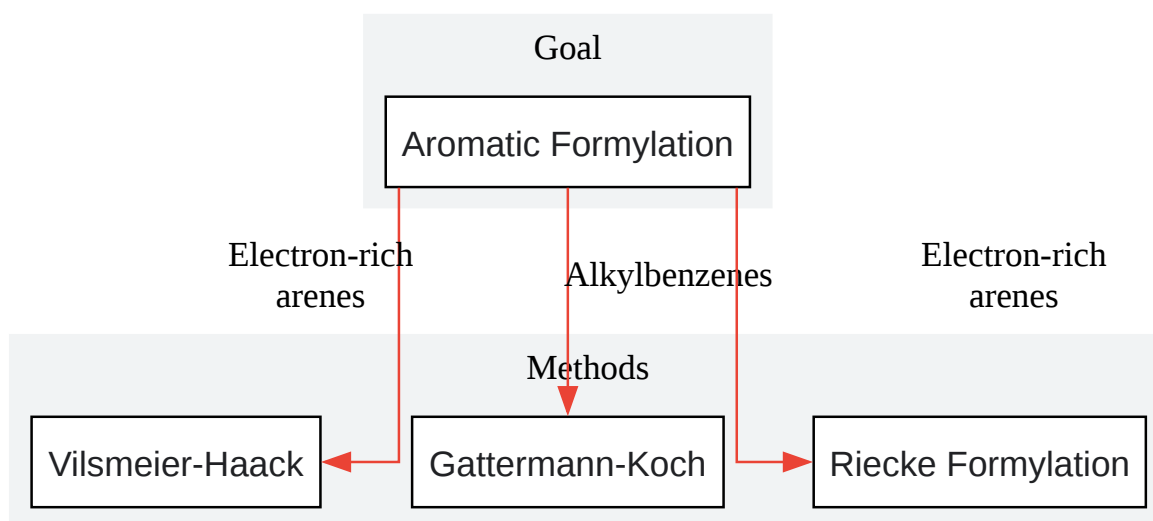 Goal
Aromatic Formylation
Electron-rich
arenes
Alkylbenzenes
Electron-rich
arenes
Methods
Vilsmeier-Haack
Gattermann-Koch
Riecke Formylation